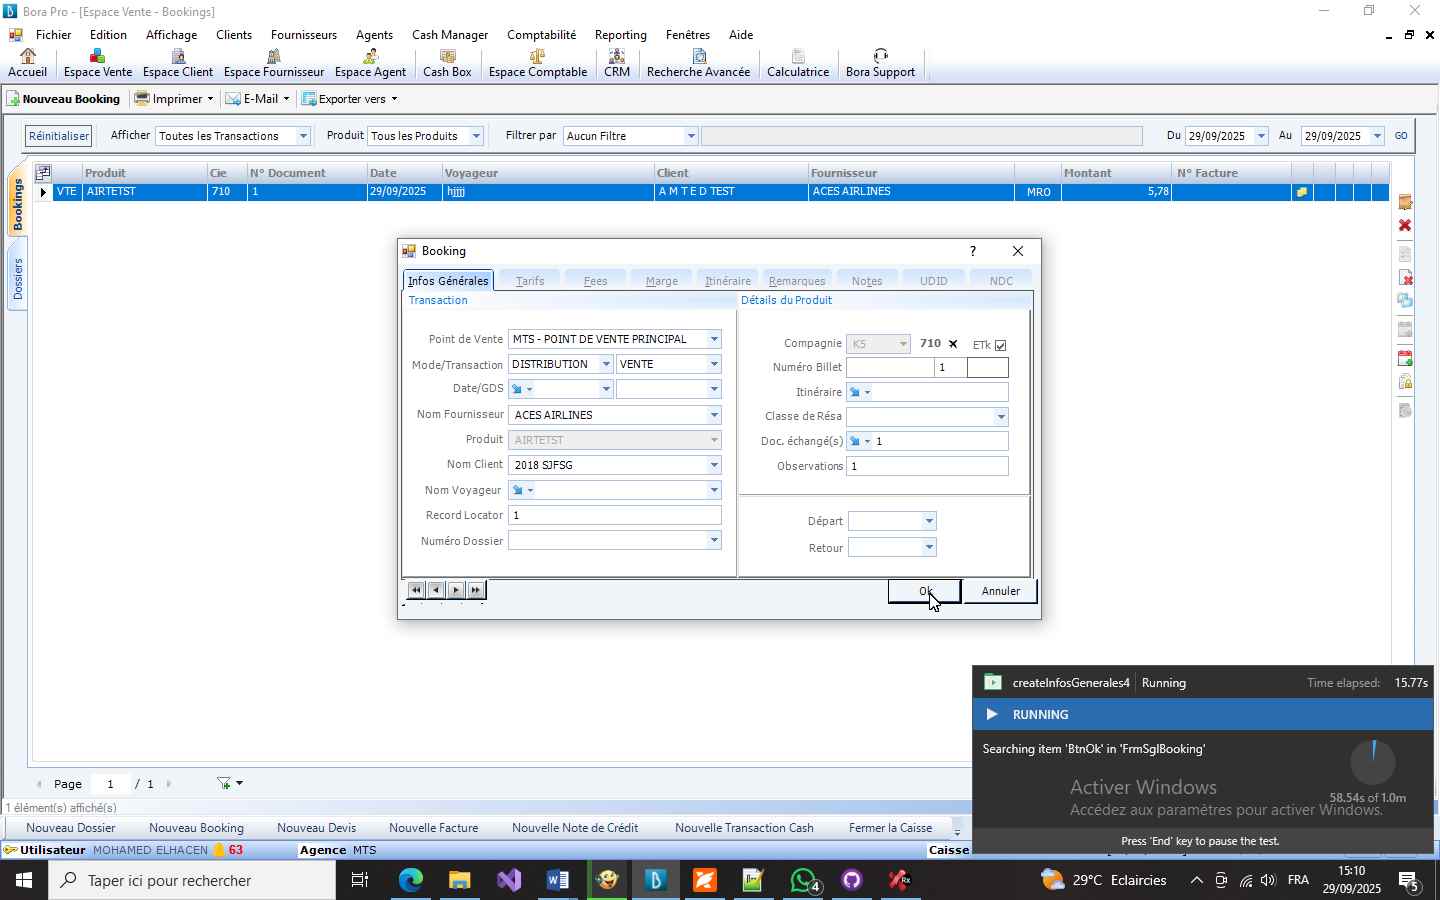 Bora Pro - [Espace Vente - Bookings]
Fichier Edition Affichage Clients Fournisseurs Agents Cash Manager Comptabilité Reporting Fenêtres Aide
Accueil Espace Vente Espace Client Espace Fournisseur Espace Agent Cash Box Espace Comptable CRM Recherche Avancée Calculatrice Bora Support
Nouveau Booking Imprimer E-Mail Exporter vers
Réinitialiser Afficher Toutes les Transactions Produit Tous les Produits Filtrer par Aucun Filtre Du 29/09/2025 Au 29/09/2025 GO
Produit Cie N° Document Date Voyageur Client Fournisseur Montant N° Facture
VTE AIRTETST 710 1 29/09/2025 hjjjj A M T E D TEST ACES AIRLINES MRO 5,78
Bookings
Dossiers
Booking ?
Infos Générales Tarifs Fees Marge Itinéraire Remarques Notes UDID NDC
Transaction Détails du Produit
Point de Vente MTS - POINT DE VENTE PRINCIPAL
Mode/Transaction DISTRIBUTION VENTE
Date/GDS
Nom Fournisseur ACES AIRLINES
Produit AIRTETST
Nom Client 2018 SJFSG
Nom Voyageur
Record Locator 1
Numéro Dossier
Compagnie K5 710 ETk
Numéro Billet 1
Itinéraire
Classe de Résa
Doc. échangé(s) 1
Observations 1
Départ
Retour
Ok Annuler
createInfosGenerales4 Running Time elapsed: 15.77s
RUNNING
Searching item 'BtnOk' in 'FrmSglBooking'
58.54s of 1.0m
Activer Windows
Accédez aux paramètres pour activer Windows.
Press 'End' key to pause the test.
Page 1 / 1
1 élément(s) affiché(s)
Nouveau Dossier Nouveau Booking Nouveau Devis Nouvelle Facture Nouvelle Note de Crédit Nouvelle Transaction Cash Fermer la Caisse
Utilisateur MOHAMED ELHACEN 63 Agence MTS Caisse
Taper ici pour rechercher
4
29°C Eclaircies FRA
15:10
29/09/2025
5